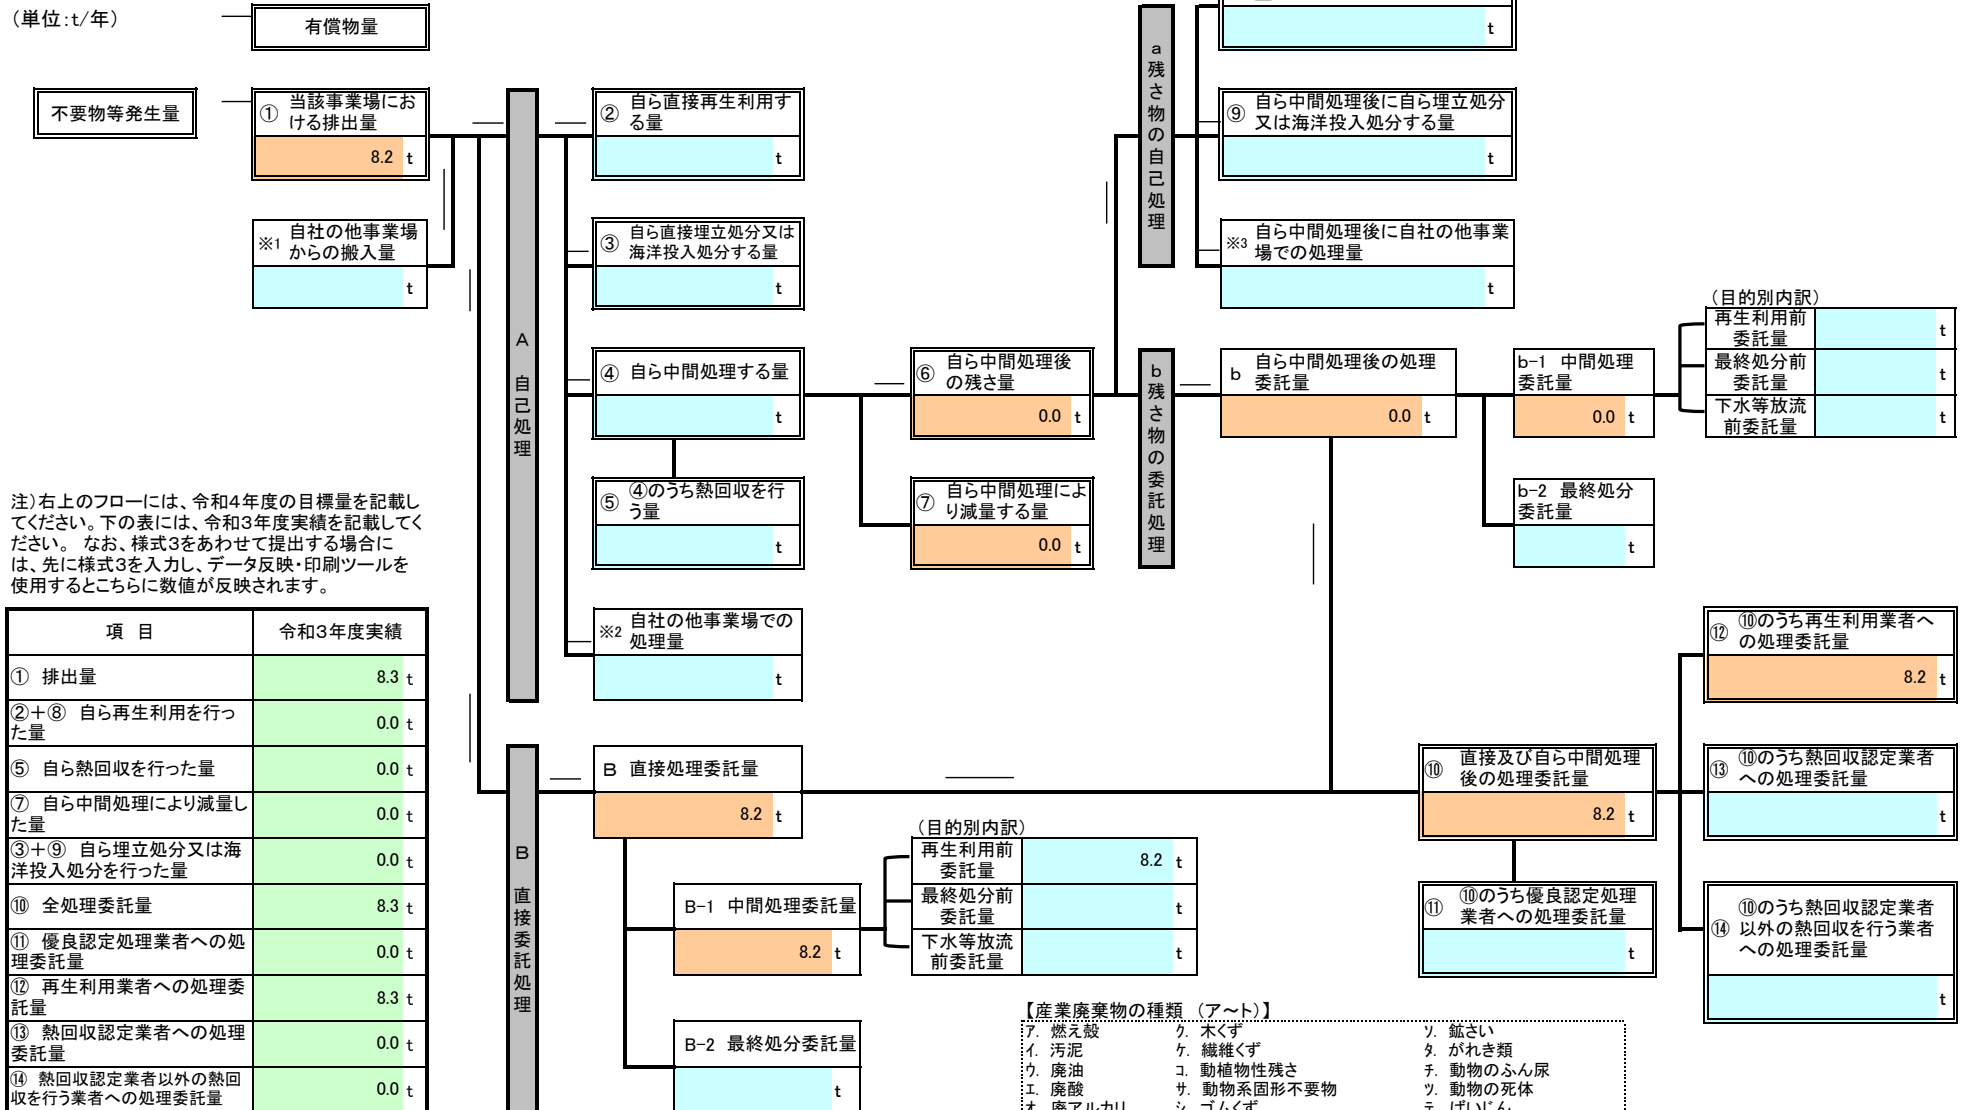 (単位:t/年)
有償物量
t
不要物等発生量
① 当該事業場にお
ける排出量
8.2 t
※1 自社の他事業場
からの搬入量
t
A 自己処理
② 自ら直接再生利用す
る量
t
③ 自ら直接埋立処分又は
海洋投入処分する量
t
④ 自ら中間処理する量
t
⑤ ④のうち熱回収を行
う量
t
※2 自社の他事業場での
処理量
t
⑥ 自ら中間処理後
の残さ量
0.0 t
⑦ 自ら中間処理によ
り減量する量
0.0 t
a 残さ物の自己処理
⑨ 自ら中間処理後に自ら埋立処分
又は海洋投入処分する量
t
※3 自ら中間処理後に自社の他事業
場での処理量
t
b 残さ物の委託処理
b 自ら中間処理後の処理
委託量
0.0 t
b-1 中間処理
委託量
0.0 t
b-2 最終処分
委託量
t
(目的別内訳)
再生利用前
委託量
t
最終処分前
委託量
t
下水等放流
前委託量
t
注)右上のフローには、令和4年度の目標量を記載し
てください。下の表には、令和3年度実績を記載してく
ださい。 なお、様式3をあわせて提出する場合に
は、先に様式3を入力し、データ反映・印刷ツールを
使用するとこちらに数値が反映されます。
項 目 令和3年度実績
① 排出量 8.3 t
②+⑧ 自ら再生利用を行っ
た量 0.0 t
⑤ 自ら熱回収を行った量 0.0 t
⑦ 自ら中間処理により減量し
た量 0.0 t
③+⑨ 自ら埋立処分又は海
洋投入処分を行った量 0.0 t
⑩ 全処理委託量 8.3 t
⑪ 優良認定処理業者への処
理委託量 0.0 t
⑫ 再生利用業者への処理委
託量 8.3 t
⑬ 熱回収認定業者への処理
委託量 0.0 t
⑭ 熱回収認定業者以外の熱回
収を行う業者への処理委託量 0.0 t
B 直接委託処理
B 直接処理委託量
8.2 t
B-1 中間処理委託量
8.2 t
B-2 最終処分委託量
t
(目的別内訳)
再生利用前
委託量
8.2 t
最終処分前
委託量
t
下水等放流
前委託量
t
⑩ 直接及び自ら中間処理
後の処理委託量
8.2 t
⑪ ⑩のうち優良認定処理
業者への処理委託量
t
⑫ ⑩のうち再生利用業者へ
の処理委託量
8.2 t
⑬ ⑩のうち熱回収認定業者
への処理委託量
t
⑭ ⑩のうち熱回収認定業者
以外の熱回収を行う業者
への処理委託量
t
【産業廃棄物の種類 (ア~ト)】
ア. 燃え殻 ク. 木くず ソ. 鉱さい
イ. 汚泥 ケ. 繊維くず タ. がれき類
ウ. 廃油 コ. 動植物性残さ チ. 動物のふん尿
エ. 廃酸 サ. 動物系固形不要物 ツ. 動物の死体
オ. 廃アルカリ シ. ゴムくず テ. ばいじん